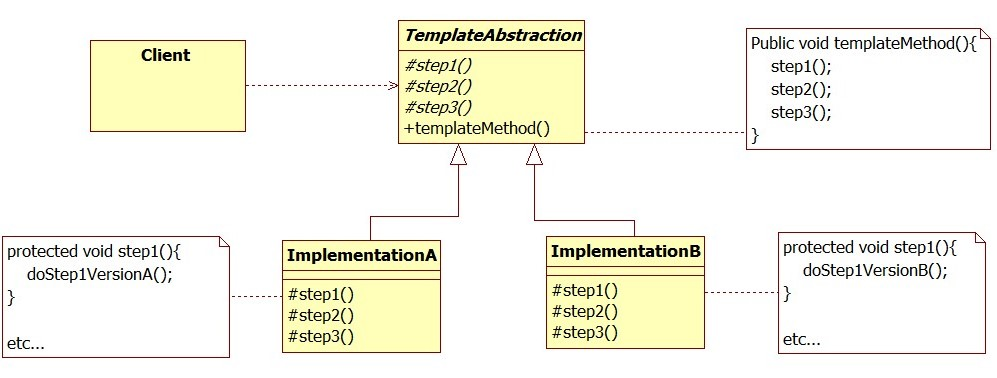 Client
TemplateAbstraction
#step1()
#step2()
#step3()
+templateMethod()
Public void templateMethod(){
step1();
step2();
step3();
}
protected void step1(){
doStep1VersionA();
}
etc...
ImplementationA
#step1()
#step2()
#step3()
ImplementationB
#step1()
#step2()
#step3()
protected void step1(){
doStep1VersionB();
}
etc...